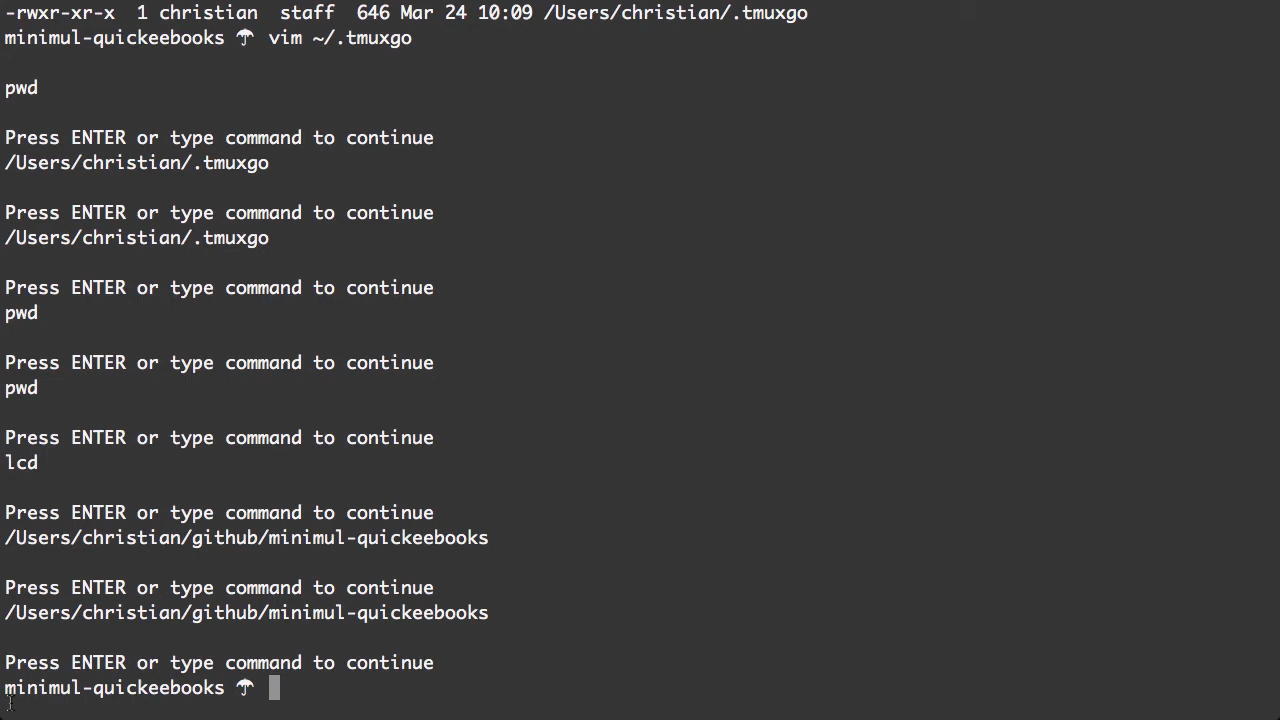 -rwxr-xr-x  1 christian  staff  646 Mar 24 10:09 /Users/christian/.tmuxgo
minimul-quickeebooks ☂ vim ~/.tmuxgo
pwd
Press ENTER or type command to continue
/Users/christian/.tmuxgo
Press ENTER or type command to continue
/Users/christian/.tmuxgo
Press ENTER or type command to continue
pwd
Press ENTER or type command to continue
pwd
Press ENTER or type command to continue
lcd
Press ENTER or type command to continue
/Users/christian/github/minimul-quickeebooks
Press ENTER or type command to continue
/Users/christian/github/minimul-quickeebooks
Press ENTER or type command to continue
minimul-quickeebooks ☂